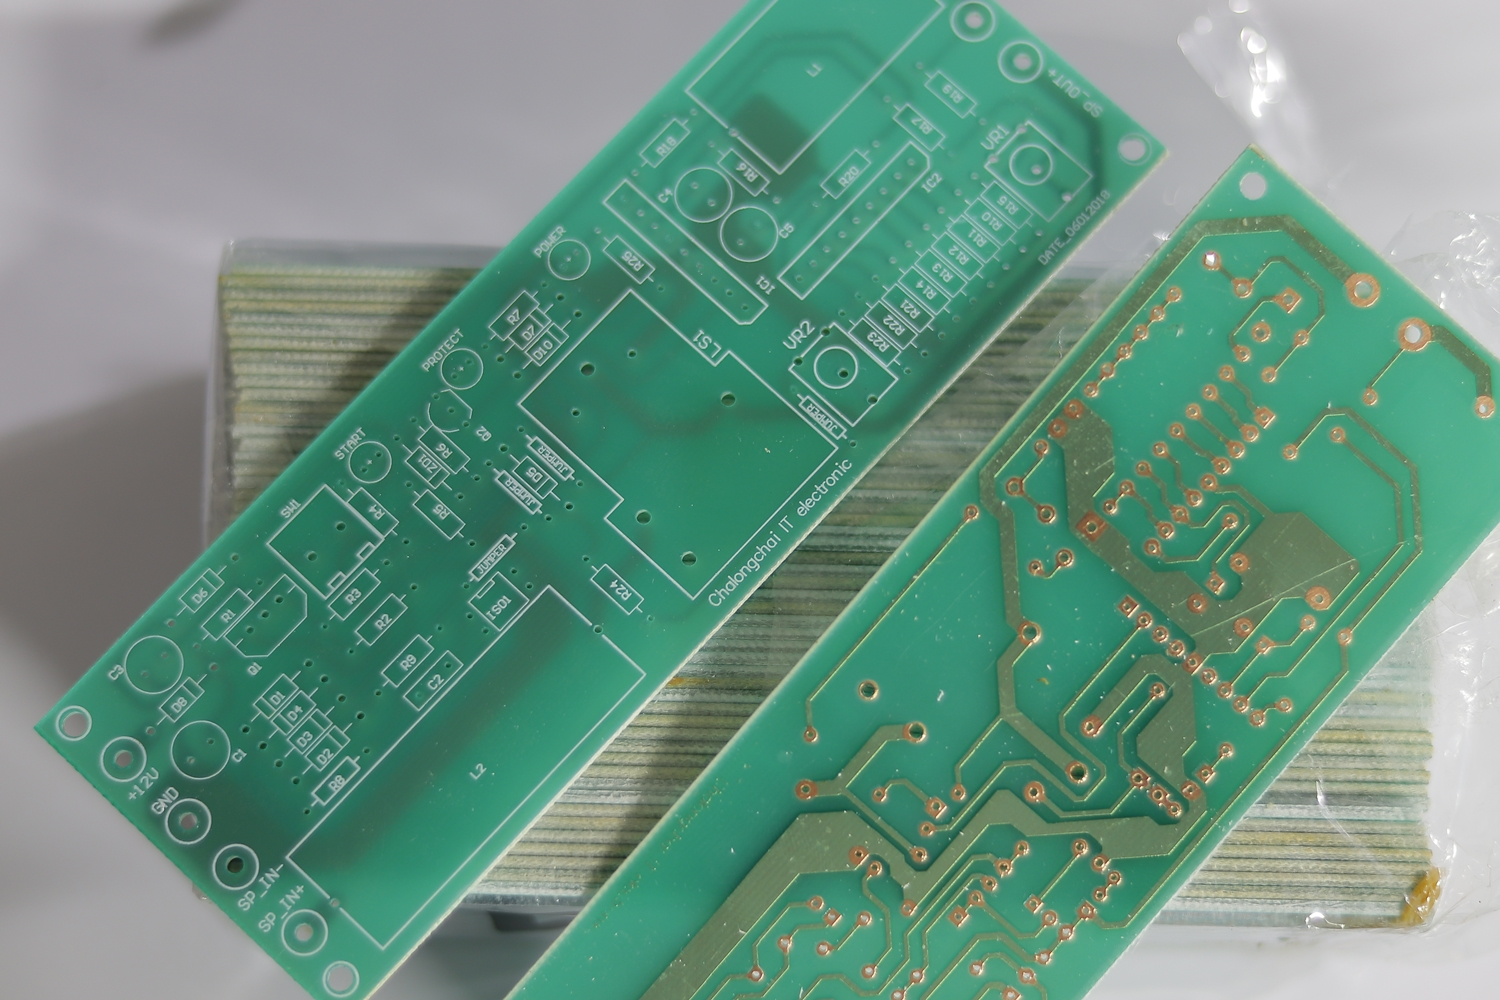 L1
SP_OUT+
R19
R17
R18
R16
R20
VR1
C4
C5
IC2
R15
R10
R11
R12
R13
R14
R21
R22
R23
DATE_06012018
POWER
R25
IC1
R7
D7
D10
LS1
VR2
JUMPER
PROTECT
Q2
R6
ZD1
R5
JUMPER
D5
JUMPER
START
SW1
R4
Chalongchai IT electronic
JUMPER
ISO1
R24
D6
R1
R3
R2
Q1
C3
D8
R9
C2
D1
D4
D3
D2
R8
C1
L2
+12V
GND
SP_IN-
SP_IN+